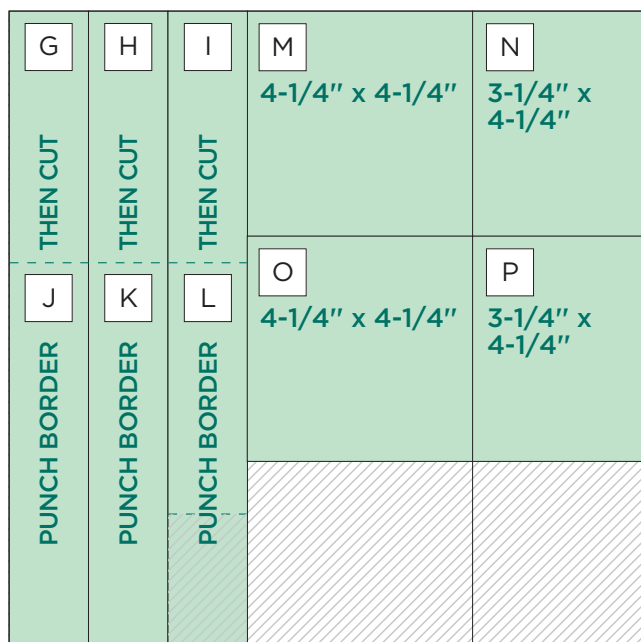 G
H
I
M
4-1/4" x 4-1/4"
N
3-1/4" x
4-1/4"
PUNCH BORDER THEN CUT
PUNCH BORDER THEN CUT
PUNCH BORDER THEN CUT
J
K
L
O
4-1/4" x 4-1/4"
P
3-1/4" x
4-1/4"